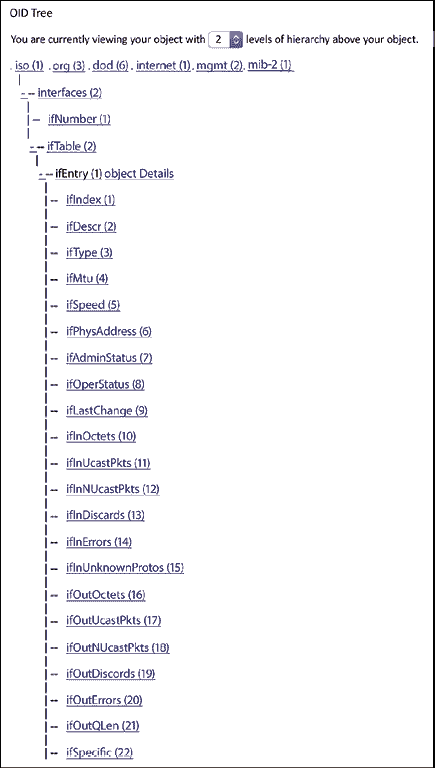 OID Tree
You are currently viewing your object with 2 levels of hierarchy above your object.
. iso (1) . org (3) . dod (6) . internet (1) . mgmt (2) . mib-2 (1)
interfaces (2)
ifNumber (1)
ifTable (2)
ifEntry (1) object Details
ifIndex (1)
ifDescr (2)
ifType (3)
ifMtu (4)
ifSpeed (5)
ifPhysAddress (6)
ifAdminStatus (7)
ifOperStatus (8)
ifLastChange (9)
ifInOctets (10)
ifInUcastPkts (11)
ifInNUcastPkts (12)
ifInDiscards (13)
ifInErrors (14)
ifInUnknownProtos (15)
ifOutOctets (16)
ifOutUcastPkts (17)
ifOutNUcastPkts (18)
ifOutDiscords (19)
ifOutErrors (20)
ifOutQLen (21)
ifSpecific (22)